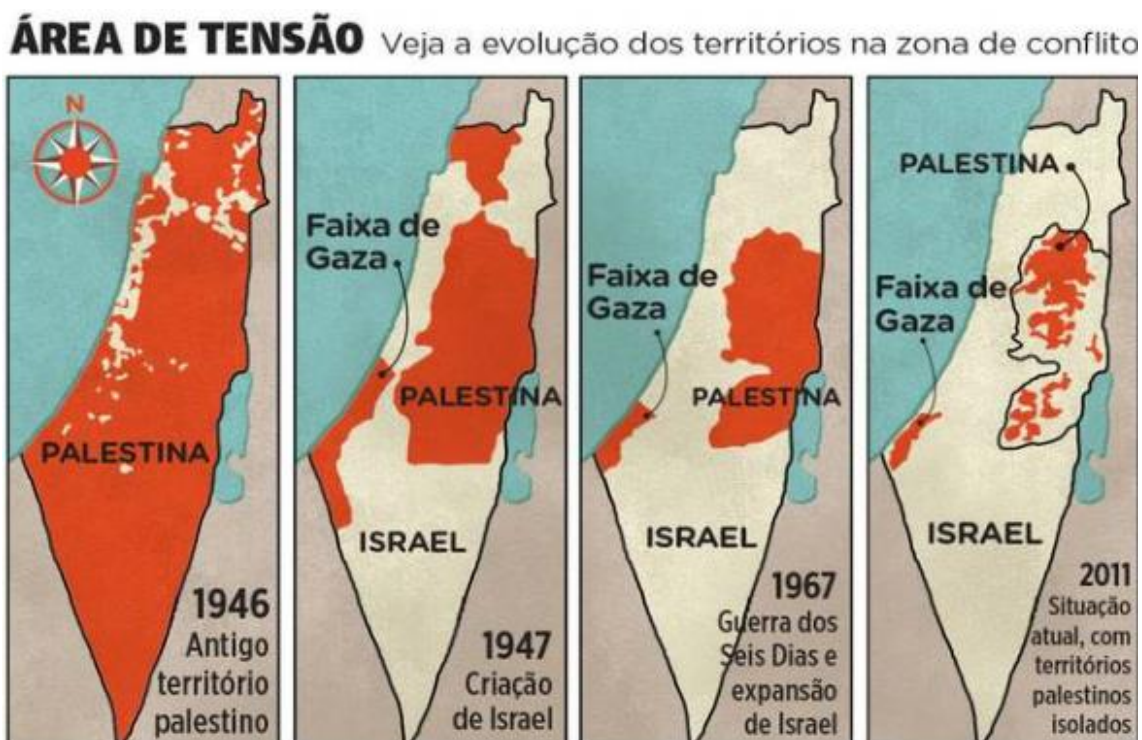 ÁREA DE TENSÃO Veja a evolução dos territórios na zona de conflito
N
PALESTINA
1946
Antigo
território
palestino
Faixa de
Gaza
PALESTINA
ISRAEL
1947
Criação
de Israel
Faixa de
Gaza
PALESTINA
ISRAEL
1967
Guerra dos
Seis Dias e
expansão
de Israel
PALESTINA
Faixa de
Gaza
ISRAEL
2011
Situação
atual, com
territórios
palestinos
isolados